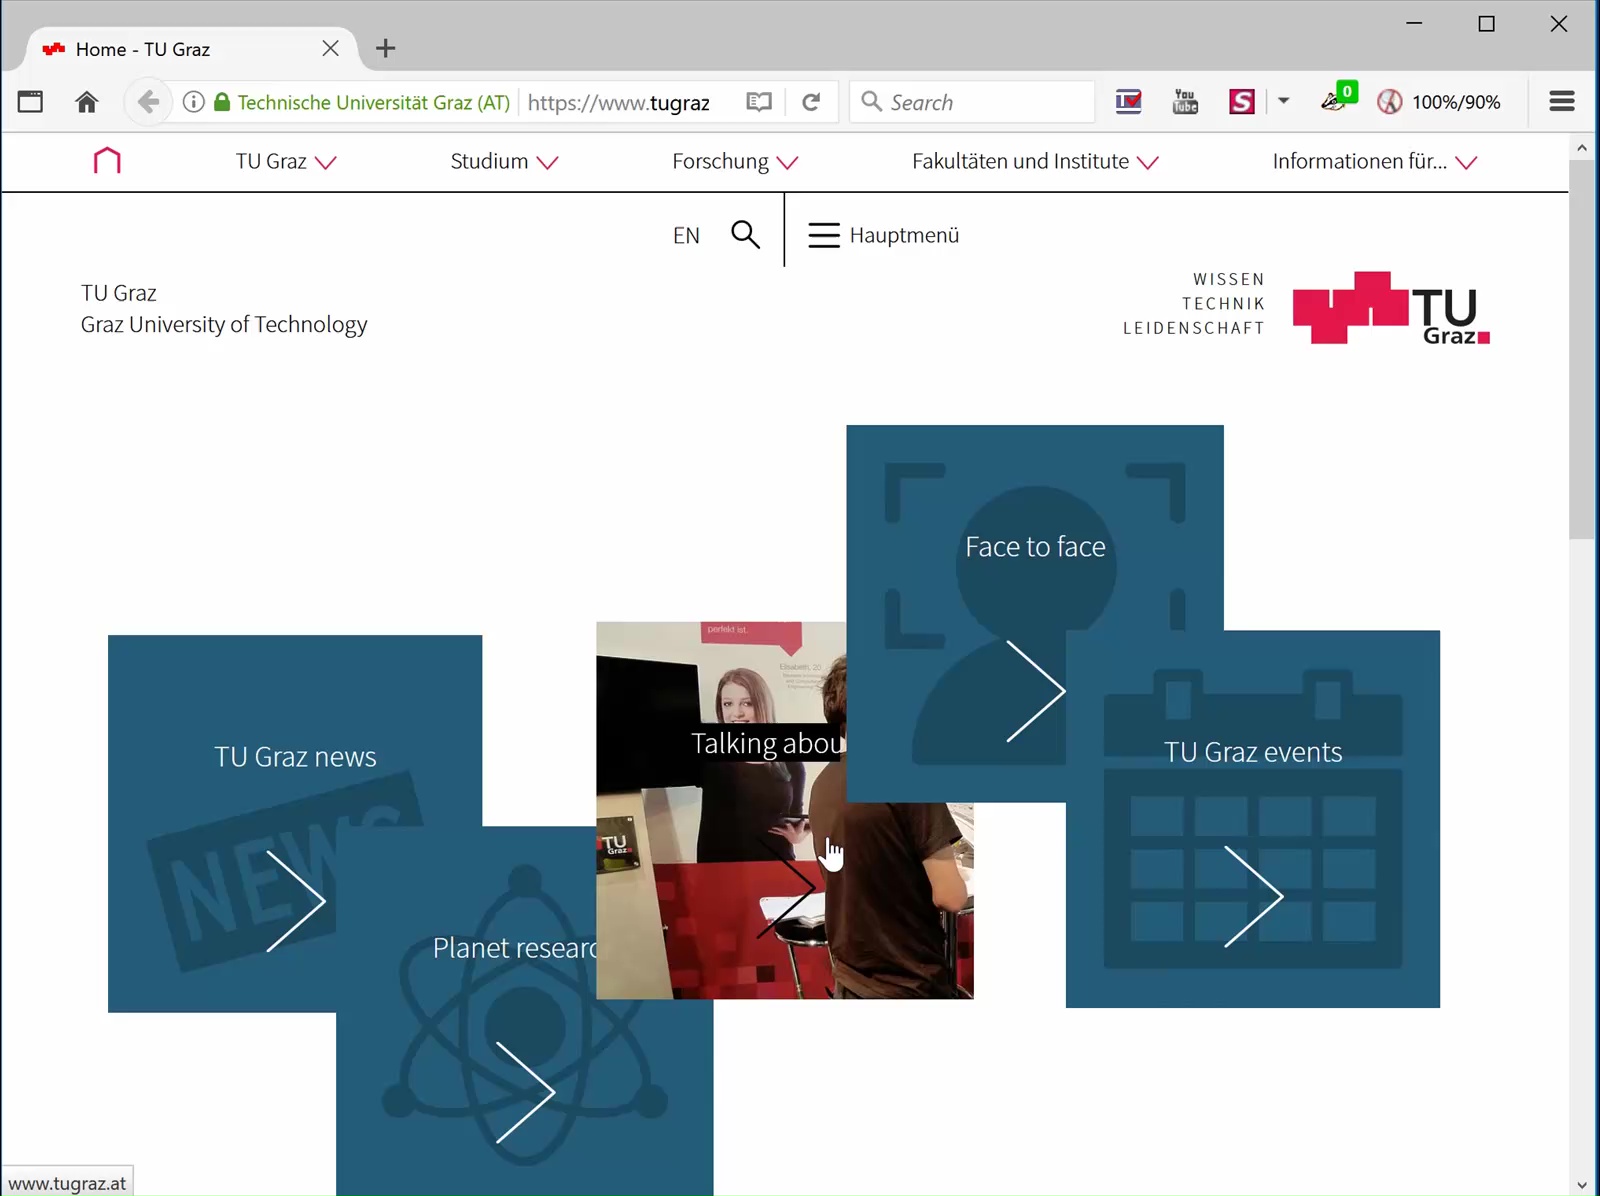 Home - TU Graz
Technische Universität Graz (AT)
https://www.tugraz
Search
You
Tube
S
0
100%/90%
TU Graz
Studium
Forschung
Fakultäten und Institute
Informationen für...
EN
Hauptmenü
TU Graz
Graz University of Technology
WISSEN
TECHNIK
LEIDENSCHAFT
TU
Graz
Face to face
perfekt ist.
Elisabeth, 20
TU Graz news
NEWS
Talking abou
TU Graz events
TU
Graz
Planet researc
www.tugraz.at